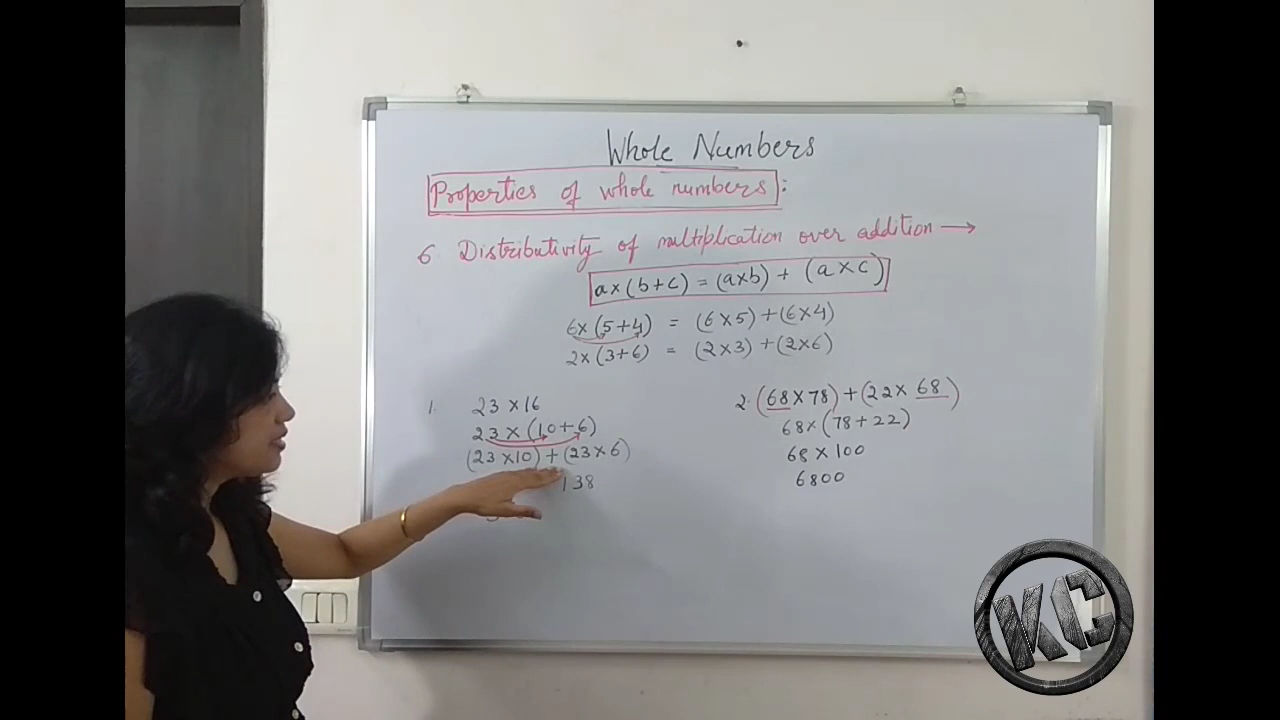 Whole Numbers
Properties of whole numbers:
6. Distributivity of multiplication over addition →
a×(b+c) = (a×b) + (a×c)
6×(5+4) = (6×5)+(6×4)
2×(3+6) = (2×3)+(2×6)
1. 23×16
23×(10+6)
(23×10)+(23×6)
138
2. (68×78)+(22×68)
68×(78+22)
68×100
6800
KC